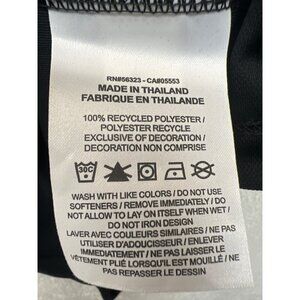 RN#56323 - CA#05553
MADE IN THAILAND
FABRIQUE EN THAILANDE
100% RECYCLED POLYESTER /
POLYESTER RECYCLE
EXCLUSIVE OF DECORATION /
DECORATION NON COMPRISE
30C
WASH WITH LIKE COLORS / DO NOT USE
SOFTENERS / REMOVE IMMEDIATELY / DO
NOT ALLOW TO LAY ON ITSELF WHEN WET /
DO NOT IRON DESIGN
LAVER AVEC COULEURS SIMILAIRES / NE PAS
UTILISER D'ADOUCISSEUR / ENLEVER
IMMEDIATEMENT / NE PAS LAISSER LE
VÊTEMENT PLIÉ LORSQU'IL EST MOUILLÉ / NE
PAS REPASSER LE DESSIN